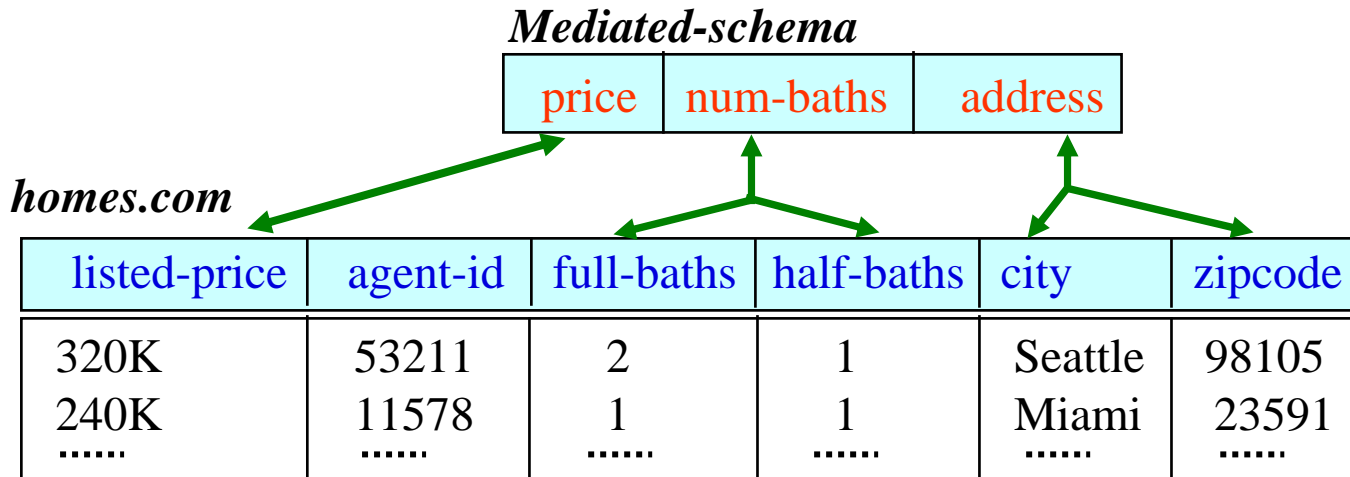 Mediated-schema
price num-baths address
homes.com
listed-price agent-id full-baths half-baths city zipcode
320K 53211 2 1 Seattle 98105
240K 11578 1 1 Miami 23591
...... ...... ...... ...... ...... ......